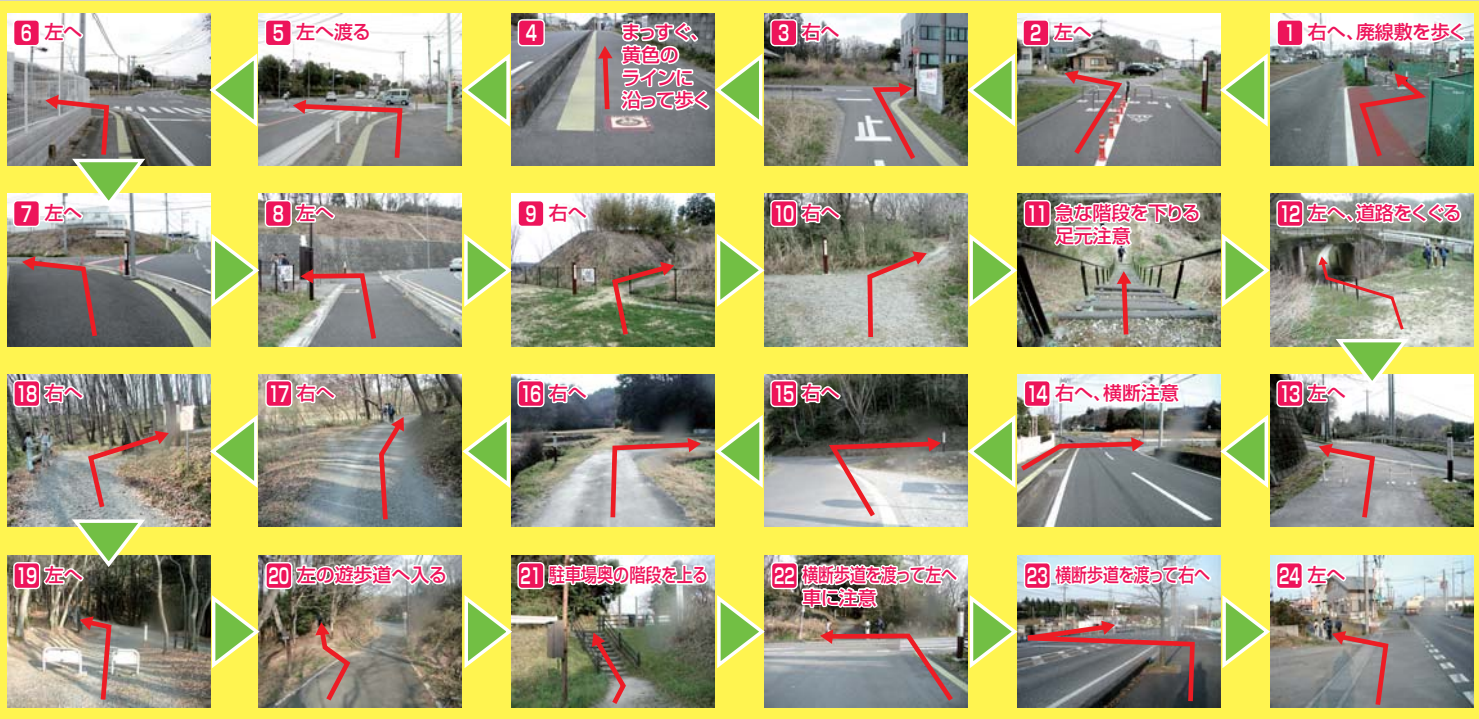 1 右へ、廃線敷を歩く
2 左へ
3 右へ
4 まっすぐ、
黄色の
ラインに
沿って歩く
5 左へ渡る
6 左へ
7 左へ
8 左へ
9 右へ
10 右へ
11 急な階段を下りる
足元注意
12 左へ、道路をくぐる
13 左へ
14 右へ、横断注意
15 右へ
16 右へ
17 右へ
18 右へ
19 左へ
20 左の遊歩道へ入る
21 駐車場奥の階段を上る
22 横断歩道を渡って左へ
車に注意
23 横断歩道を渡って右へ
24 左へ